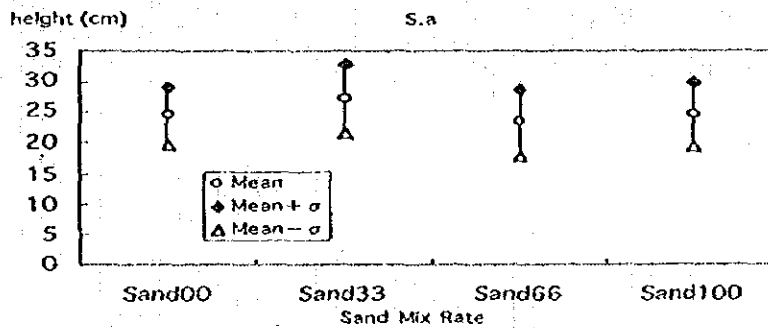 height (cm)
S.a
35
30
25
20
15
10
5
0
Mean
Mean + σ
Mean - σ
Sand00 Sand33 Sand66 Sand100
Sand Mix Rate